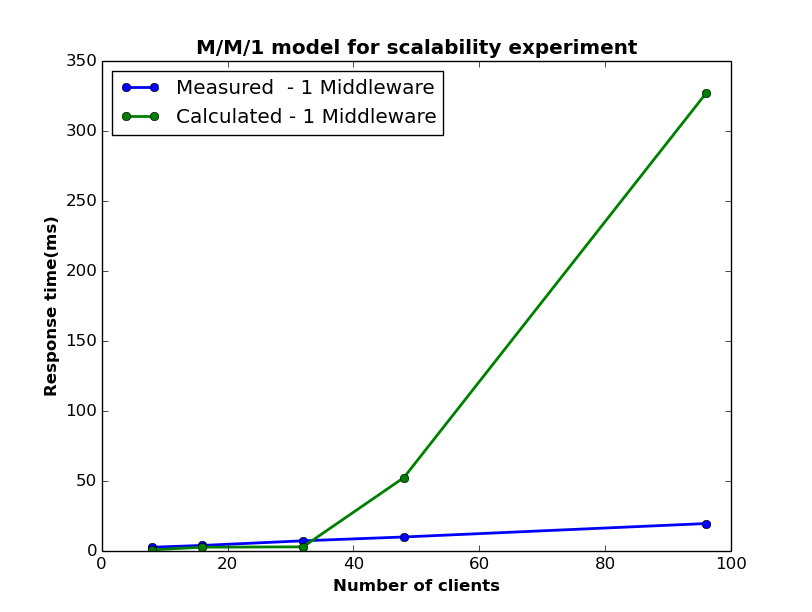 M/M/1 model for scalability experiment
350
300
250
200
150
100
50
0
Measured  - 1 Middleware
Calculated - 1 Middleware
Response time(ms)
0 20 40 60 80 100
Number of clients